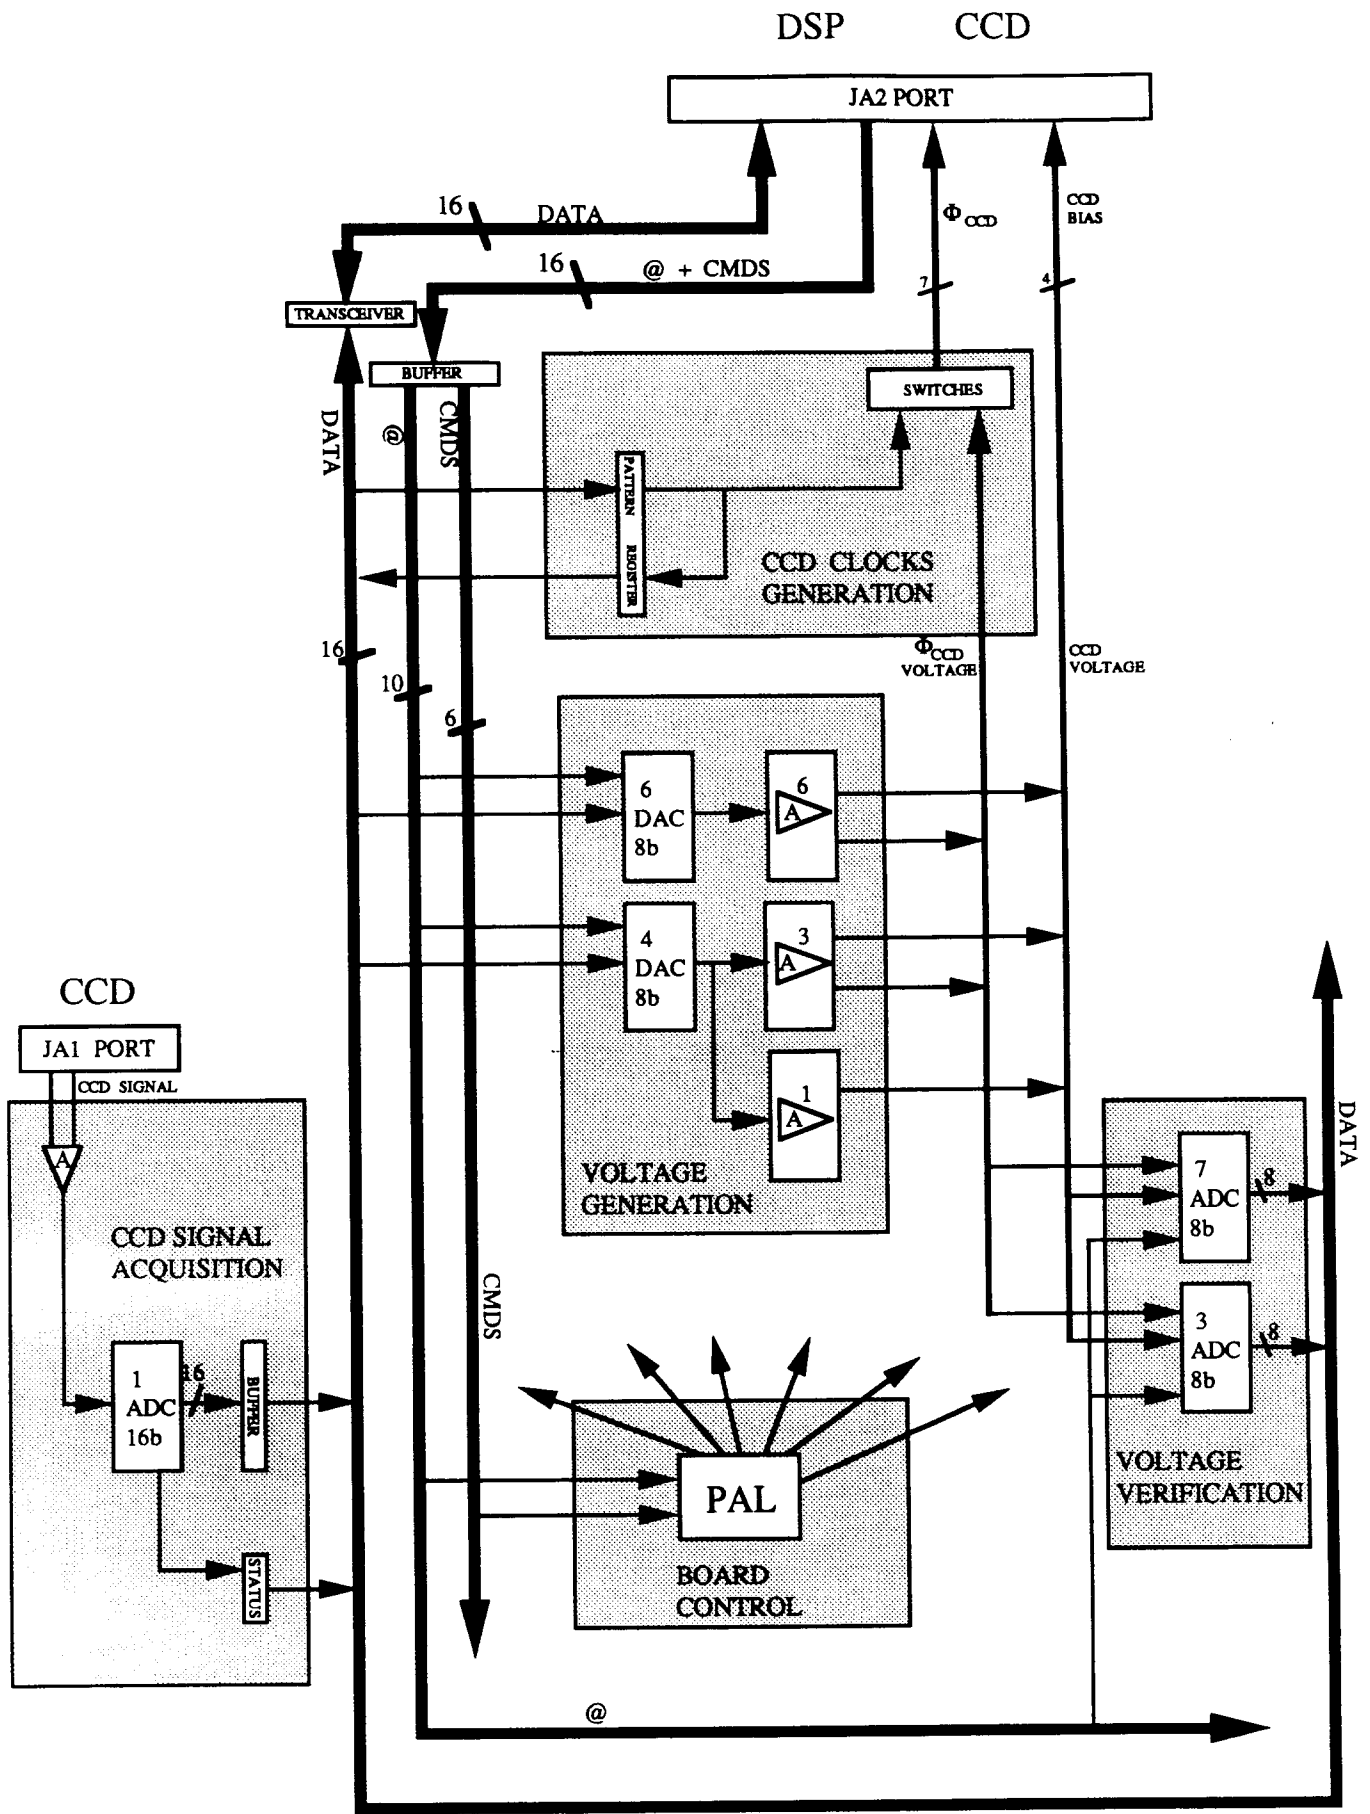 DSP CCD
JA2 PORT
16 DATA
Φ CCD
CCD
BIAS
16 @ + CMDS
7
4
TRANSCEIVER
BUFFER
SWITCHES
DATA
@
CMDS
PATTERN REGISTER
CCD CLOCKS
GENERATION
16
10
6
ΦCCD
VOLTAGE
CCD
VOLTAGE
6
DAC
8b
6
A
4
DAC
8b
3
A
1
A
VOLTAGE
GENERATION
CCD
JA1 PORT
CCD SIGNAL
A
CCD SIGNAL
ACQUISITION
1
ADC
16b
16
BUFFER
STATUS
CMDS
PAL
BOARD
CONTROL
DATA
7
ADC
8b
8
3
ADC
8b
8
VOLTAGE
VERIFICATION
@